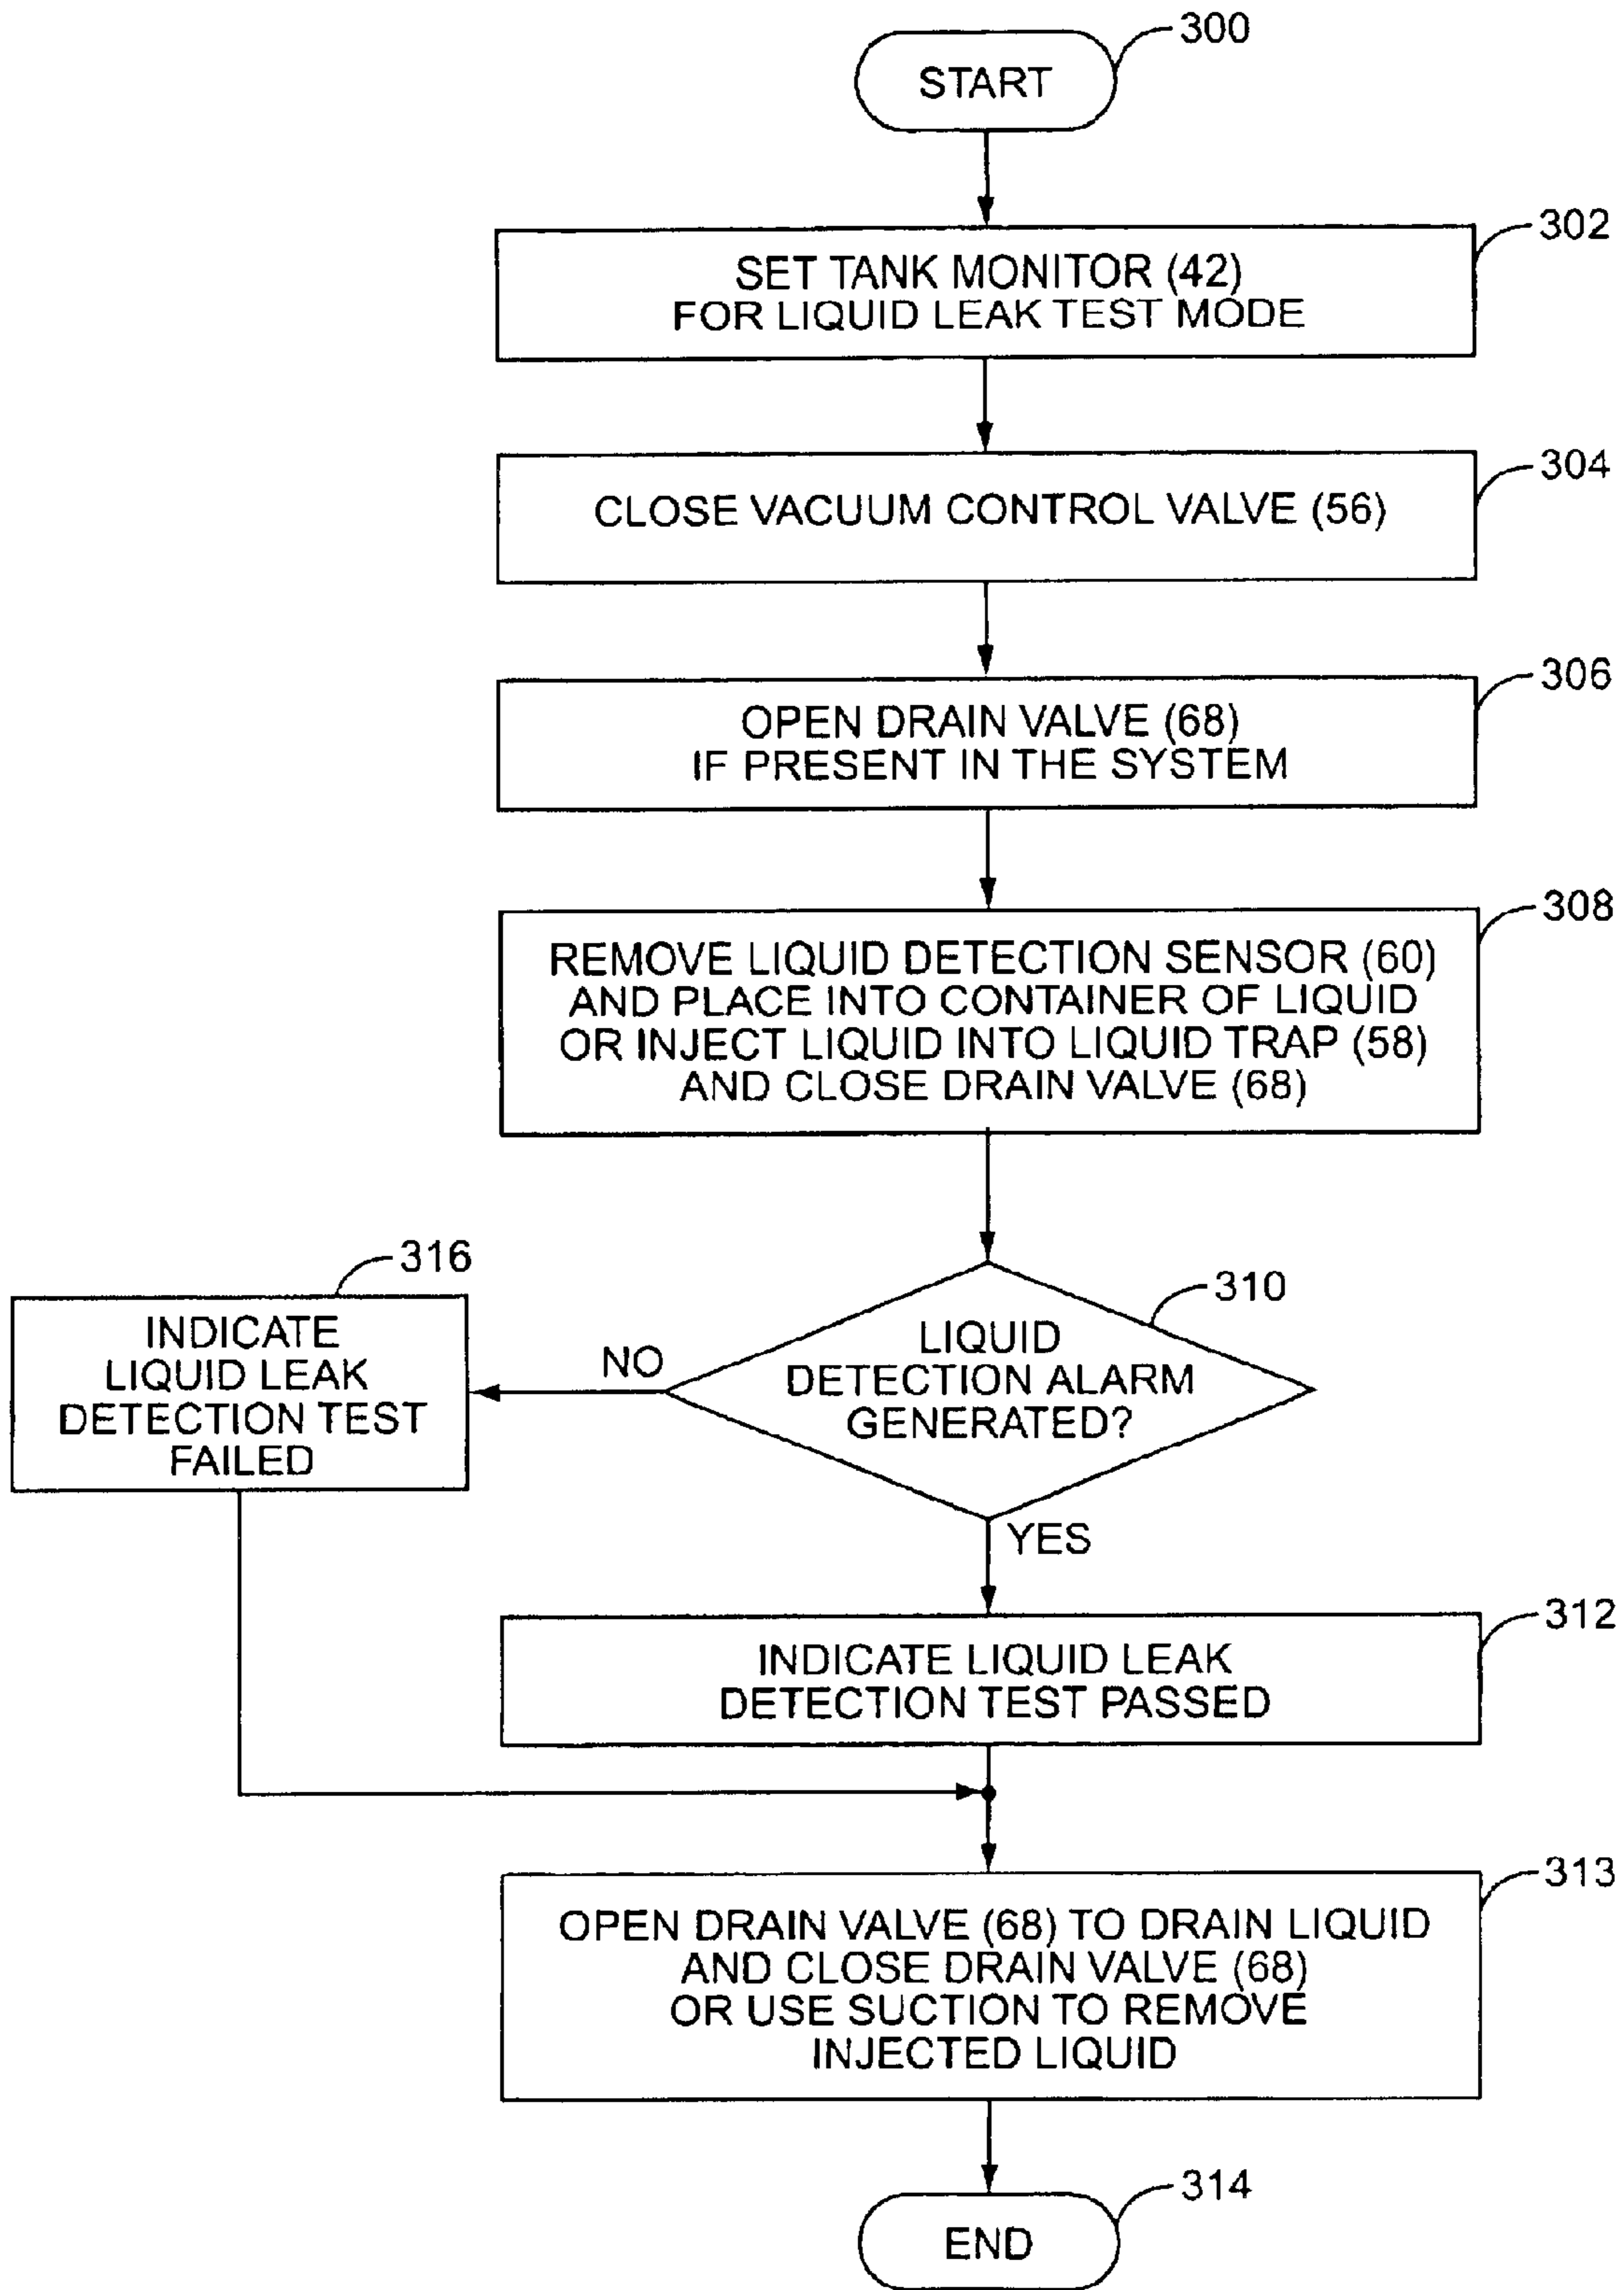 300
START
302
SET TANK MONITOR (42)
FOR LIQUID LEAK TEST MODE
304
CLOSE VACUUM CONTROL VALVE (56)
306
OPEN DRAIN VALVE (68)
IF PRESENT IN THE SYSTEM
308
REMOVE LIQUID DETECTION SENSOR (60)
AND PLACE INTO CONTAINER OF LIQUID
OR INJECT LIQUID INTO LIQUID TRAP (58)
AND CLOSE DRAIN VALVE (68)
310
LIQUID
DETECTION ALARM
GENERATED?
NO
316
INDICATE
LIQUID LEAK
DETECTION TEST
FAILED
YES
312
INDICATE LIQUID LEAK
DETECTION TEST PASSED
313
OPEN DRAIN VALVE (68) TO DRAIN LIQUID
AND CLOSE DRAIN VALVE (68)
OR USE SUCTION TO REMOVE
INJECTED LIQUID
314
END